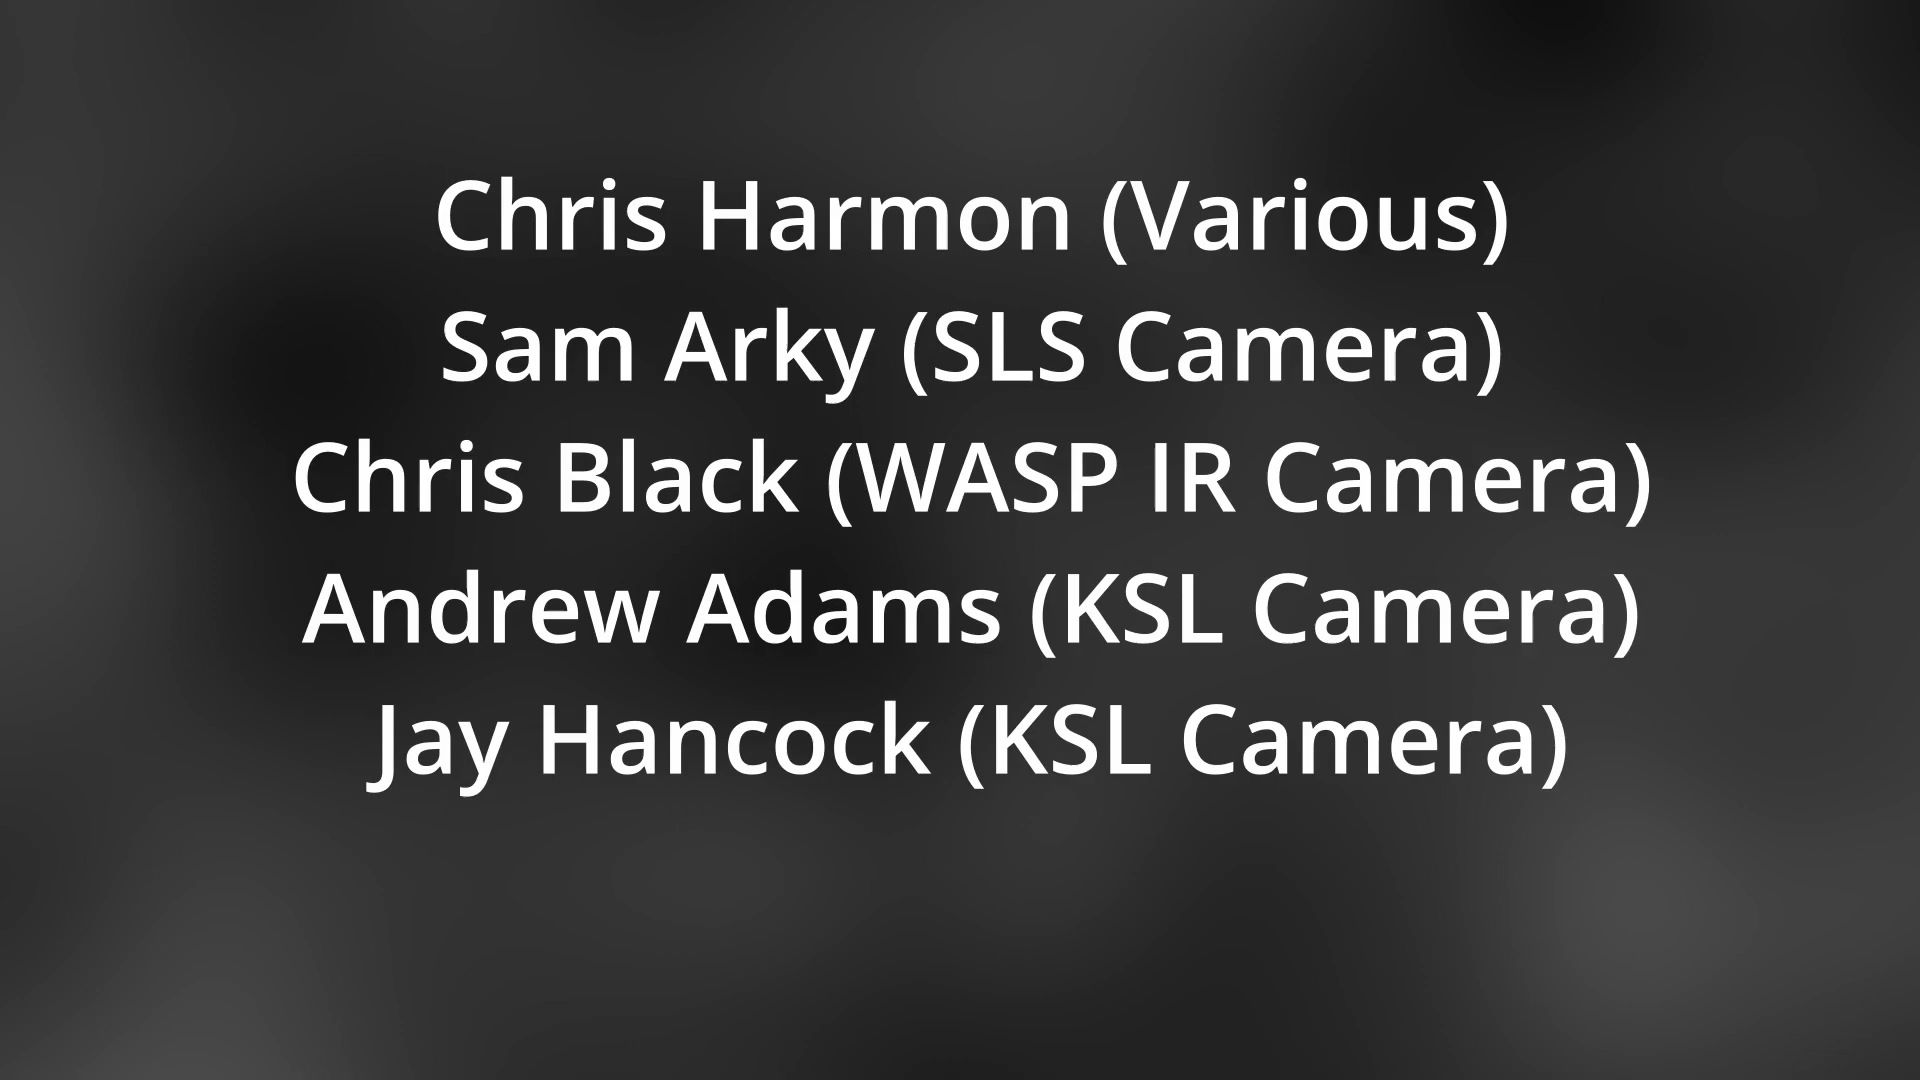 Chris Harmon (Various)
Sam Arky (SLS Camera)
Chris Black (WASP IR Camera)
Andrew Adams (KSL Camera)
Jay Hancock (KSL Camera)